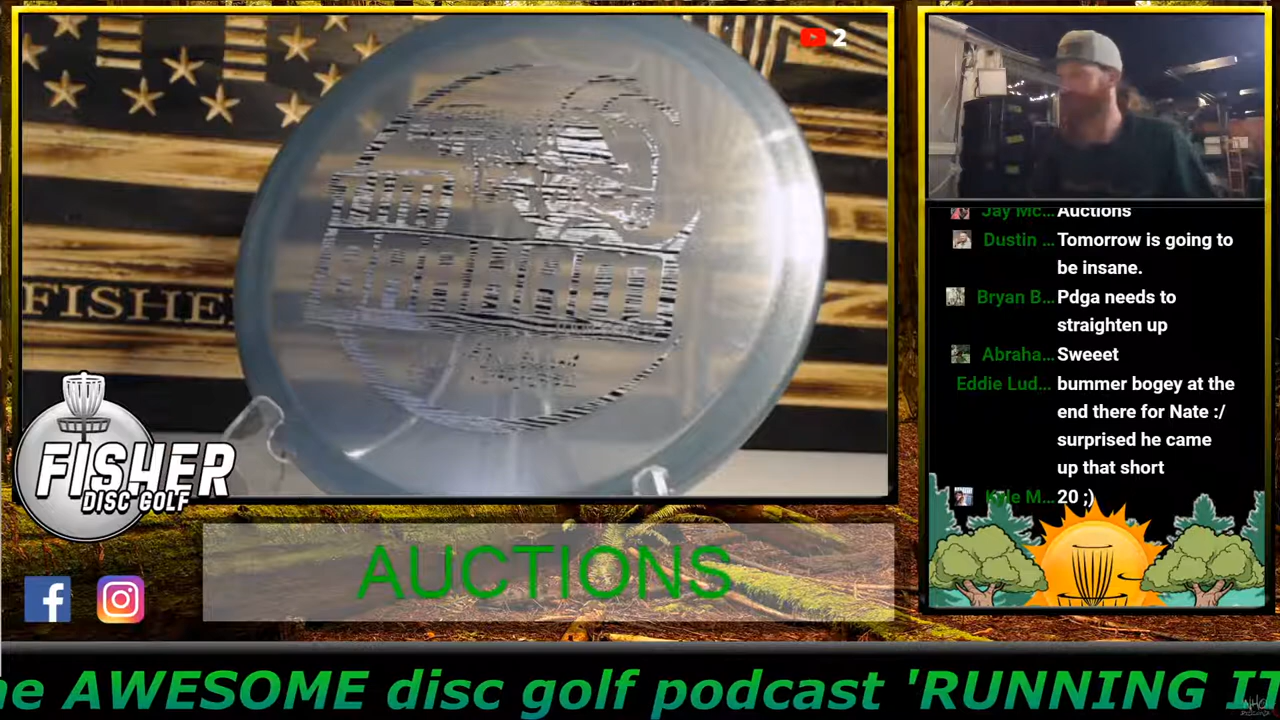 2
FISHER
FISHER
DISC GOLF
AUCTIONS
Jay Mc... Auctions
Dustin ... Tomorrow is going to
be insane.
Bryan B... Pdga needs to
straighten up
Abraha... Sweeet
Eddie Lud... bummer bogey at the
end there for Nate :/
surprised he came
up that short
Kyle M... 20 ;)
he AWESOME disc golf podcast 'RUNNING IT